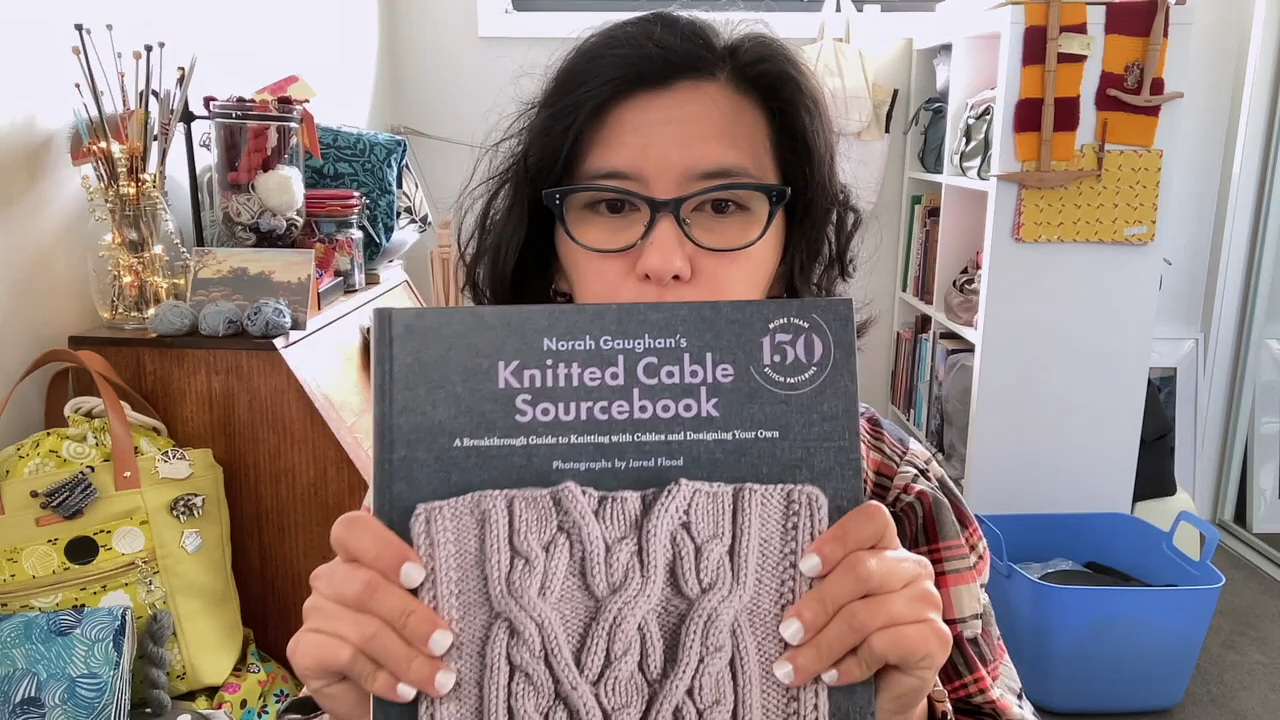 Norah Gaughan's
Knitted Cable
Sourcebook
A Breakthrough Guide to Knitting with Cables and Designing Your Own
Photographs by Jared Flood
MORE THAN
150
STITCH PATTERNS